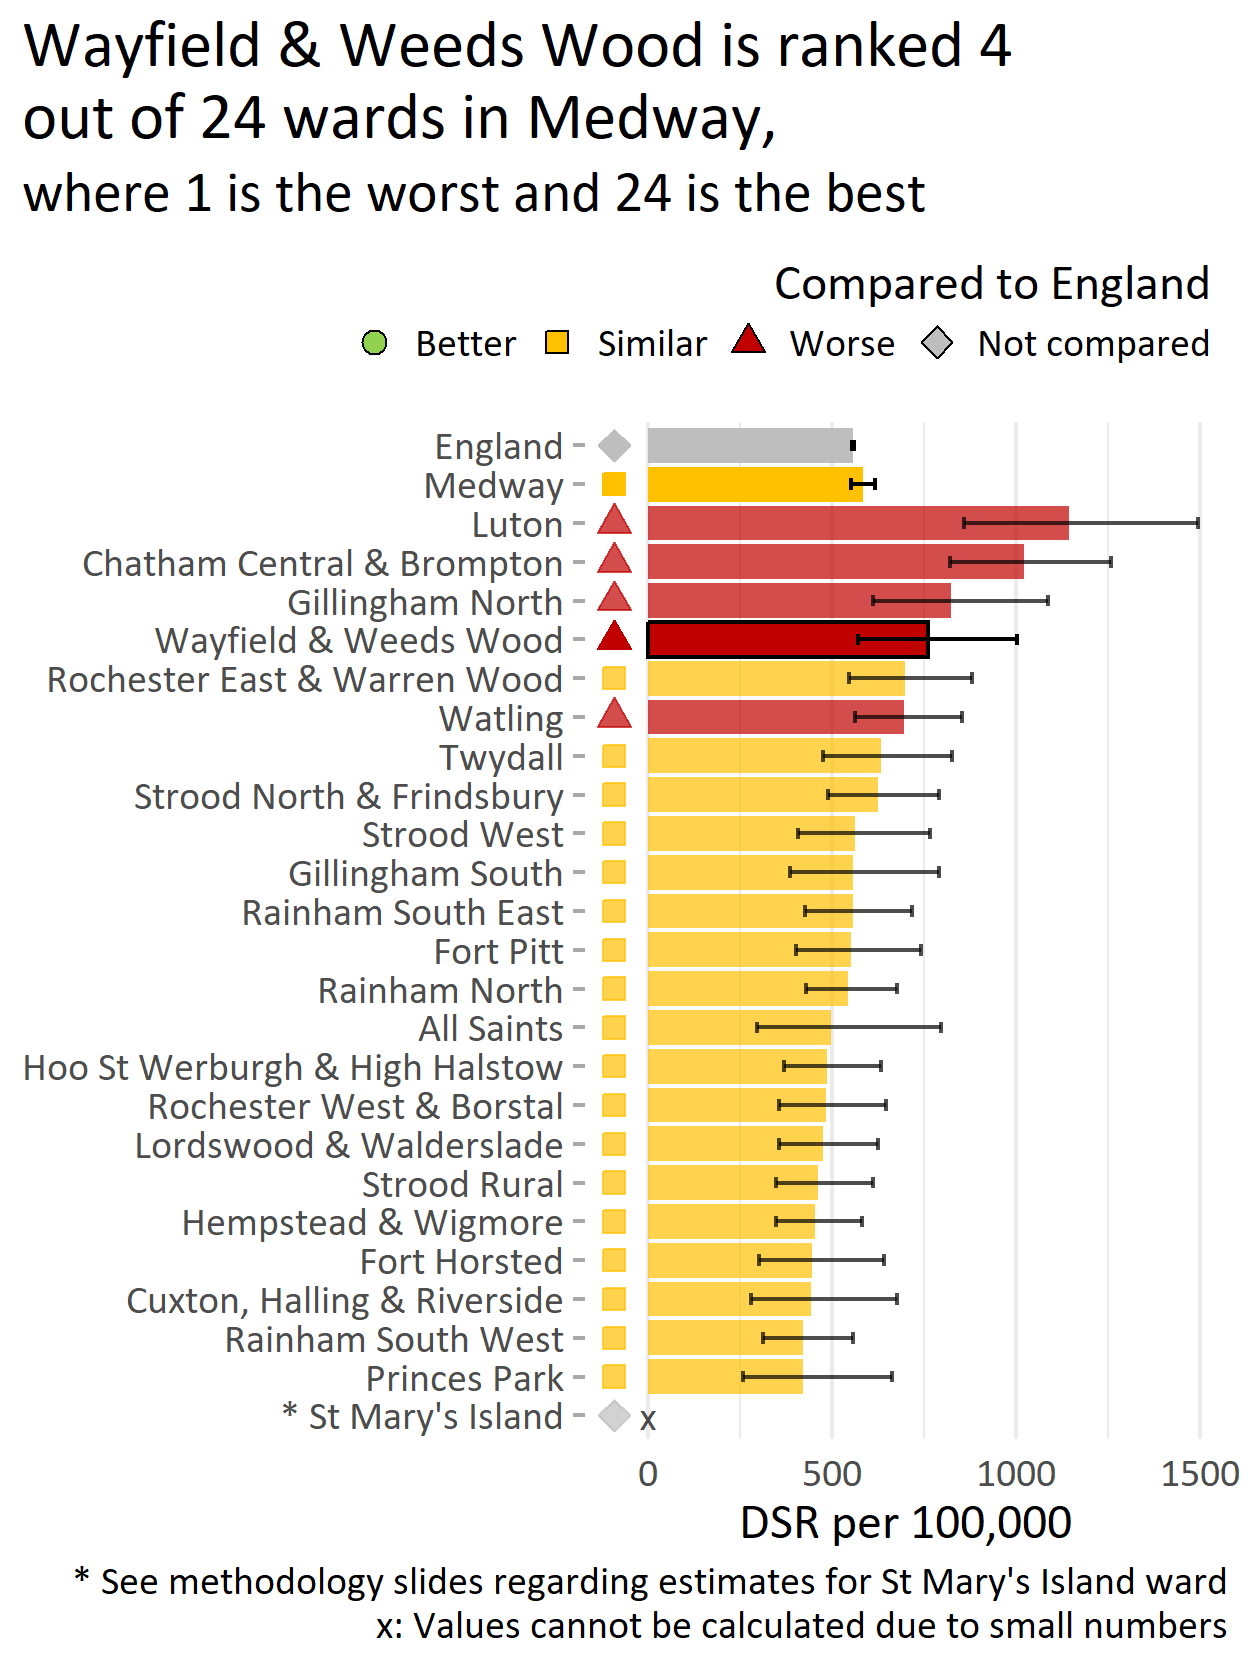 Wayfield & Weeds Wood is ranked 4
out of 24 wards in Medway,
where 1 is the worst and 24 is the best
Compared to England
Better Similar Worse Not compared
England
Medway
Luton
Chatham Central & Brompton
Gillingham North
Wayfield & Weeds Wood
Rochester East & Warren Wood
Watling
Twydall
Strood North & Frindsbury
Strood West
Gillingham South
Rainham South East
Fort Pitt
Rainham North
All Saints
Hoo St Werburgh & High Halstow
Rochester West & Borstal
Lordswood & Walderslade
Strood Rural
Hempstead & Wigmore
Fort Horsted
Cuxton, Halling & Riverside
Rainham South West
Princes Park
* St Mary's Island x
0 500 1000 1500
DSR per 100,000
* See methodology slides regarding estimates for St Mary's Island ward
x: Values cannot be calculated due to small numbers